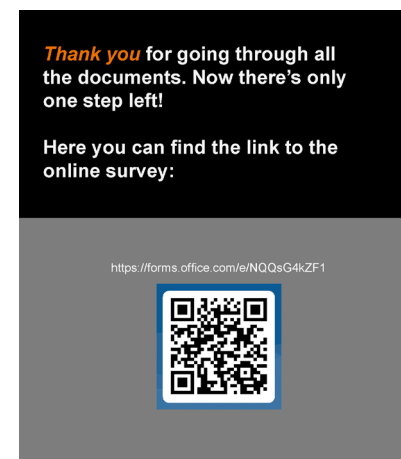 Thank you for going through all
the documents. Now there's only
one step left!
Here you can find the link to the
online survey:
https://forms.office.com/e/NQQsG4kZF1